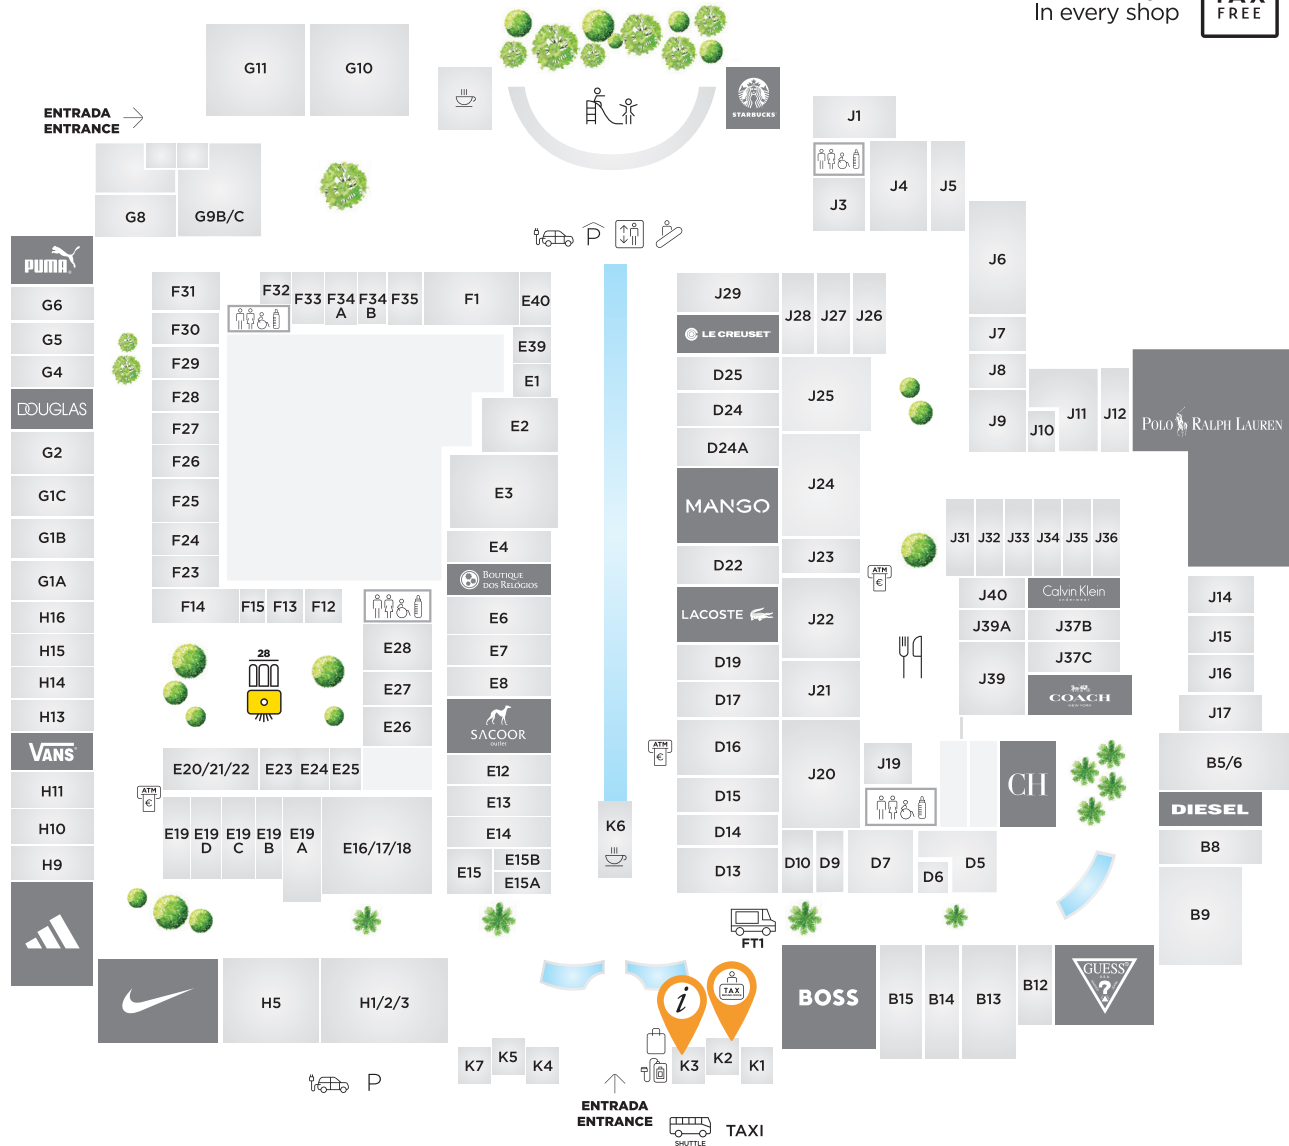 In every shop
TAX
FREE
G11
G10
STARBUCKS
ENTRADA
ENTRANCE
J1
J3
J4
J5
G8
G9B/C
PUMA
P
J6
G6
G5
G4
DOUGLAS
G2
G1C
G1B
G1A
H16
H15
H14
H13
VANS
H11
H10
H9
F31
F30
F29
F28
F27
F26
F25
F24
F23
F32
F33
F34
A
F34
B
F35
F1
E40
E39
E1
E2
E3
E4
BOUTIQUE
DOS RELÓGIOS
E6
E7
E8
SACOOR
outlet
E12
E13
E14
E15
E15B
E15A
F14
F15
F13
F12
28
E28
E27
E26
E20/21/22
E23
E24
E25
ATM
€
E19
E19
D
E19
C
E19
B
E19
A
E16/17/18
J29
LE CREUSET
D25
D24
D24A
MANGO
D22
LACOSTE
D19
D17
D16
D15
D14
D13
ATM
€
J28
J27
J26
J25
J24
J23
J22
J21
J20
J19
ATM
€
D10
D9
D7
D6
D5
J7
J8
J9
J10
J11
J12
POLO RALPH LAUREN
J31
J32
J33
J34
J35
J36
J40
Calvin Klein
underwear
J39A
J37B
J37C
J39
COACH
NEW YORK
CH
J14
J15
J16
J17
B5/6
DIESEL
B8
B9
K6
FT1
H5
H1/2/3
BOSS
B15
B14
B13
B12
GUESS
?
i
TAX
K7
K5
K4
K3
K2
K1
P
ENTRADA
ENTRANCE
SHUTTLE
TAXI